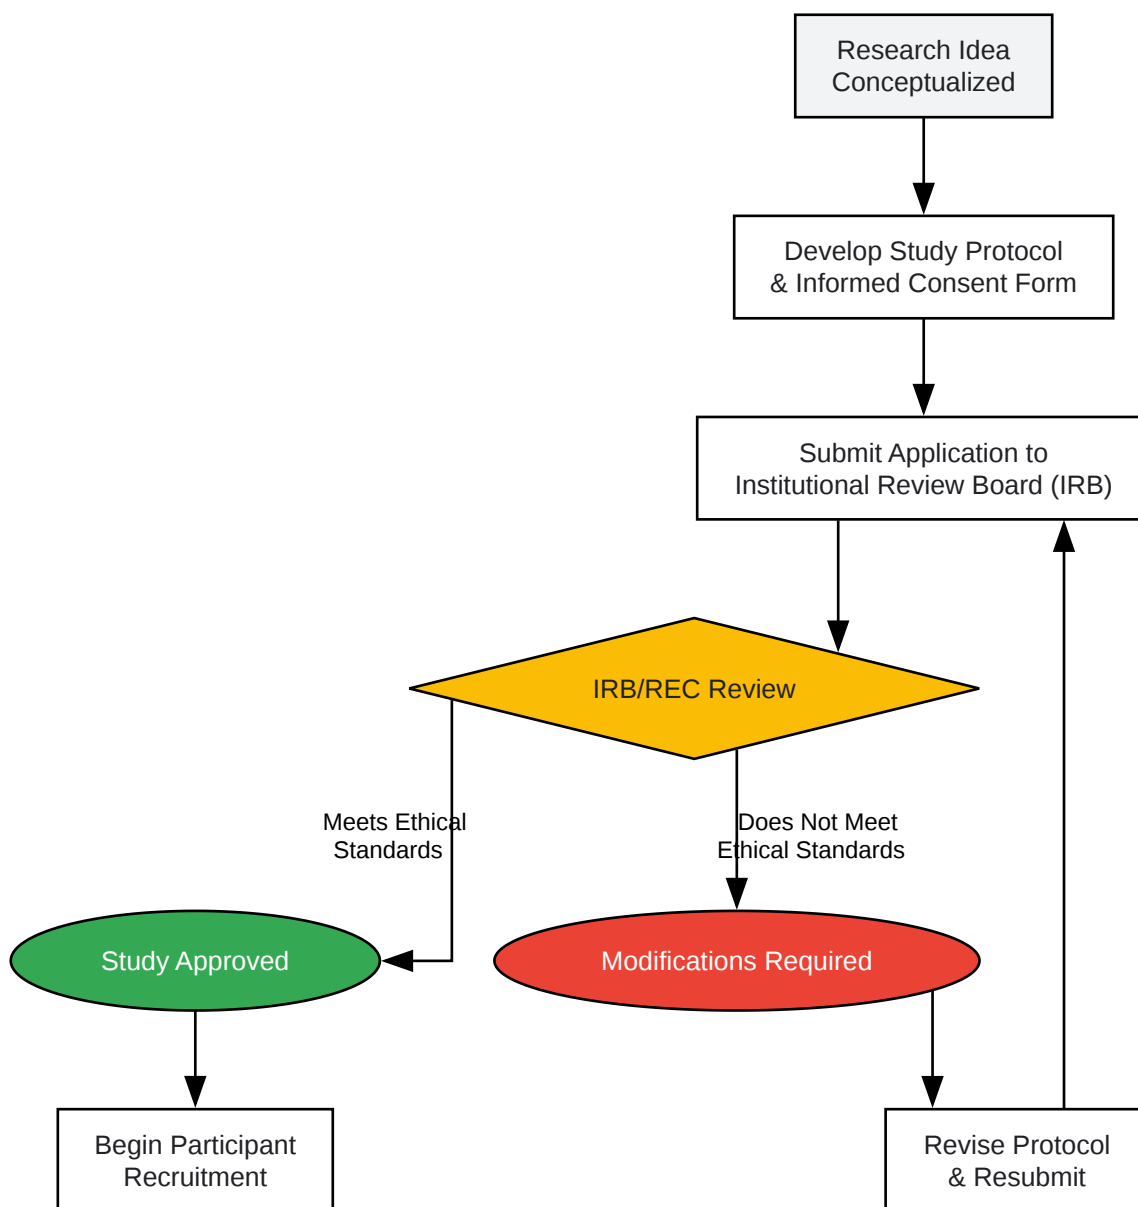 Research Idea
Conceptualized
Develop Study Protocol
& Informed Consent Form
Submit Application to
Institutional Review Board (IRB)
IRB/REC Review
Meets Ethical
Standards
Does Not Meet
Ethical Standards
Study Approved
Modifications Required
Begin Participant
Recruitment
Revise Protocol
& Resubmit